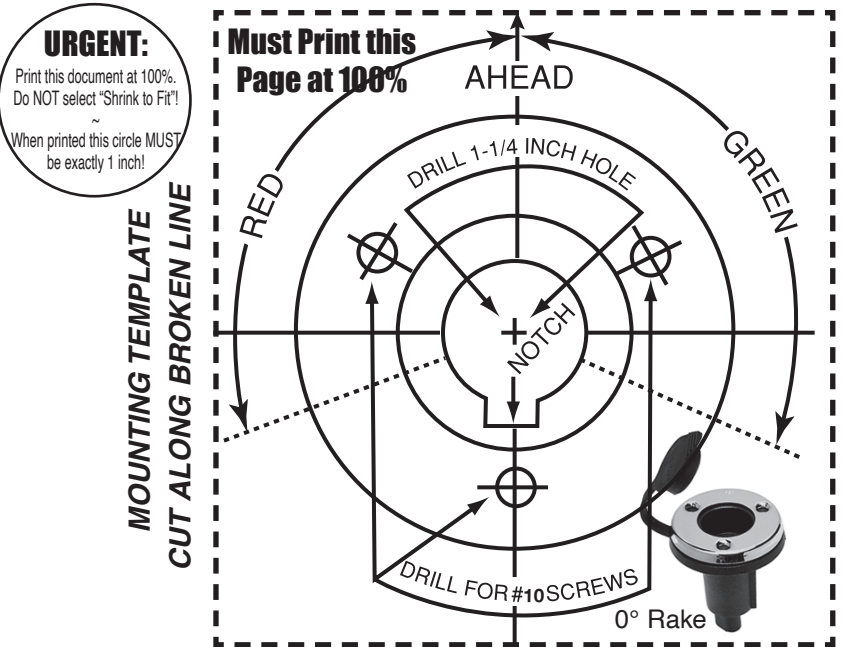 URGENT:
Print this document at 100%.
Do NOT select “Shrink to Fit”!
~
When printed this circle MUST
be exactly 1 inch!
MOUNTING TEMPLATE
CUT ALONG BROKEN LINE
Must Print this
Page at 100%
AHEAD
RED
GREEN
DRILL 1-1/4 INCH HOLE
NOTCH
DRILL FOR #10 SCREWS
0° Rake